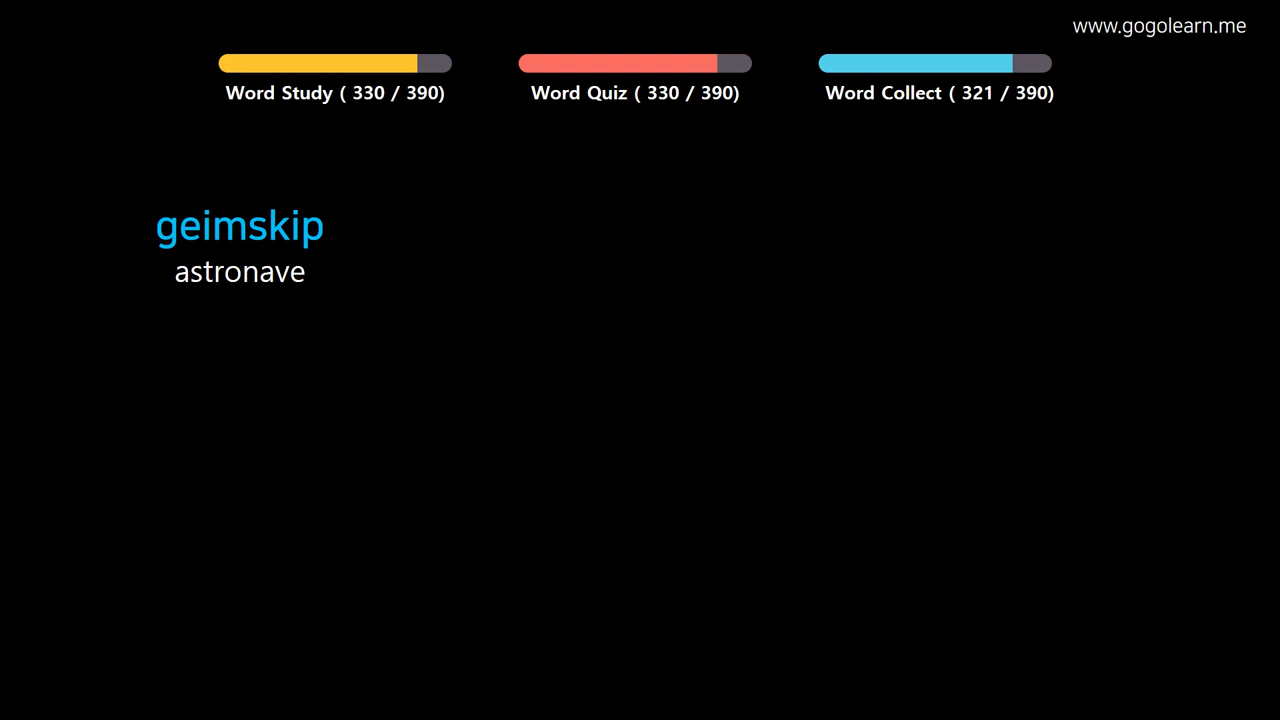 www.gogolearn.me
Word Study ( 330 / 390)
Word Quiz ( 330 / 390)
Word Collect ( 321 / 390)
geimskip
astronave